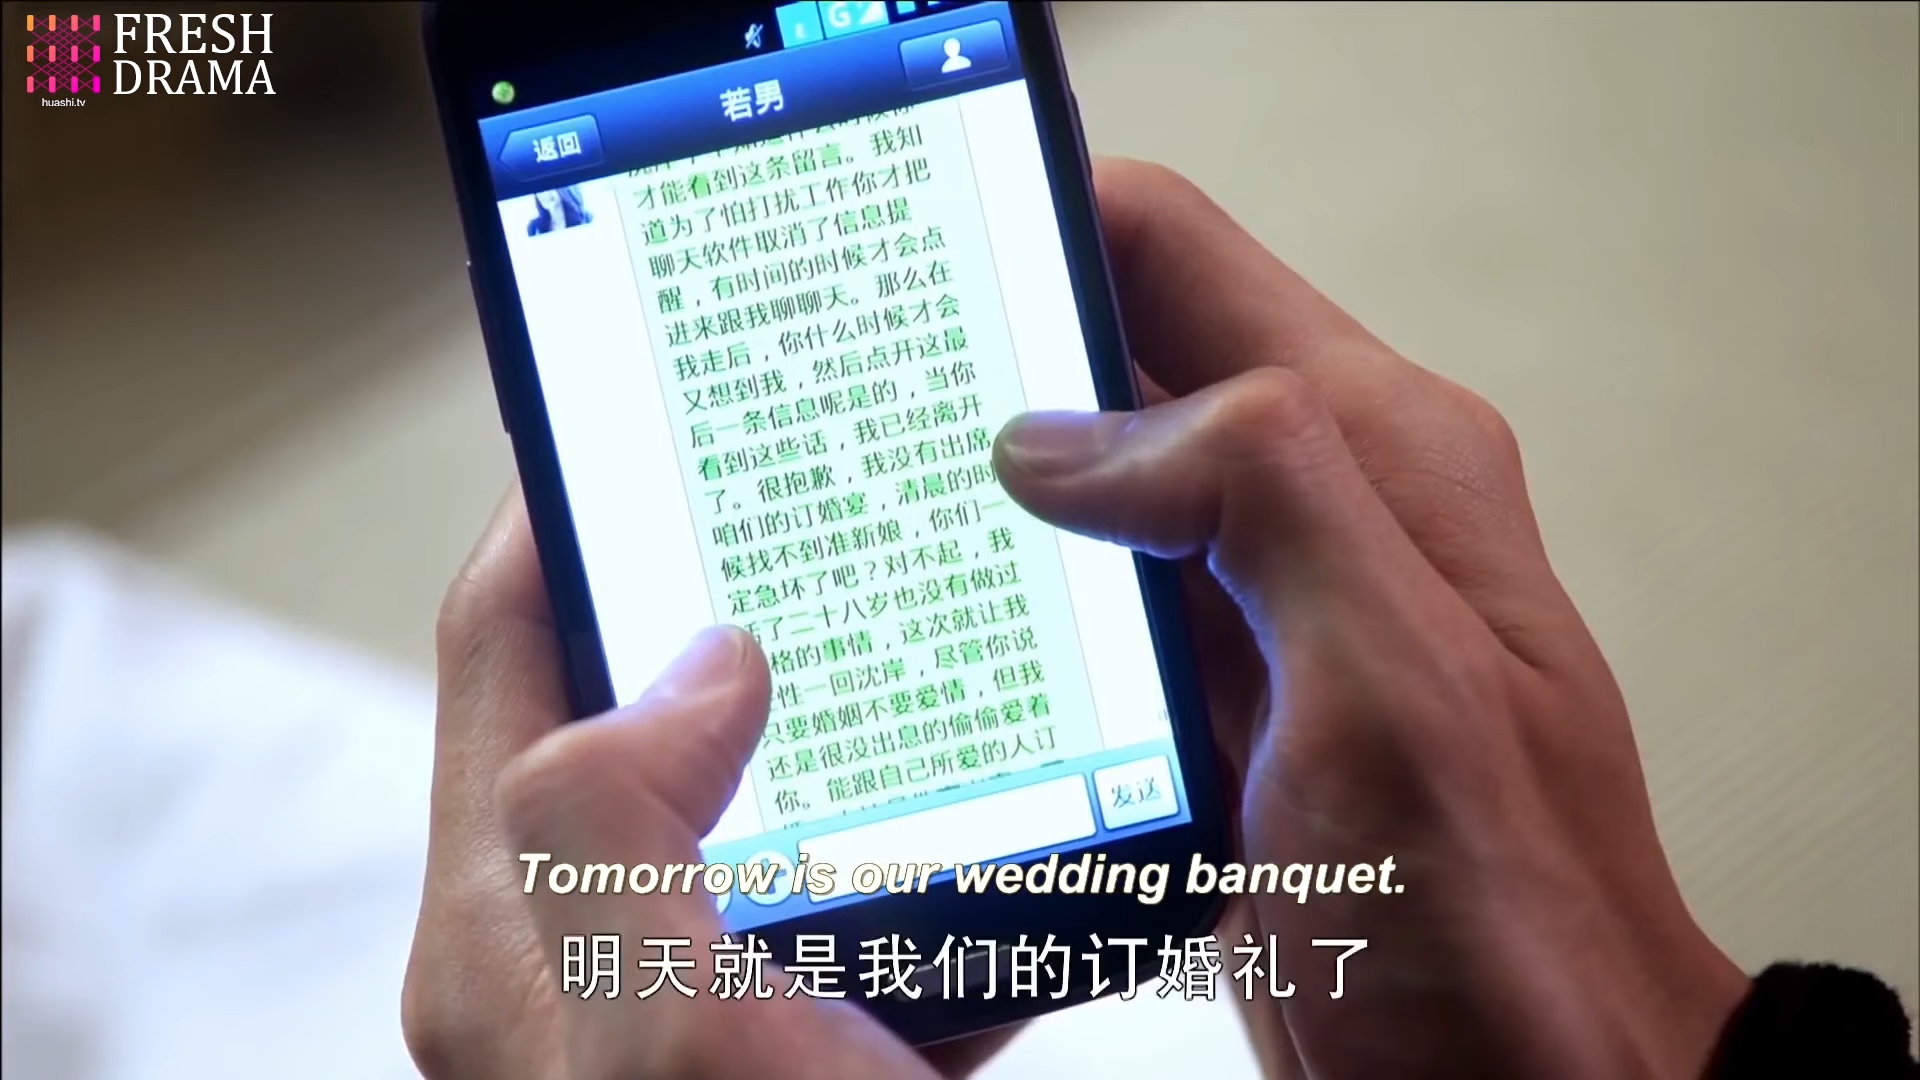 FRESH
DRAMA
huashi.tv
G
若男
返回
才能看到这条留言。我知
道为了怕打扰工作你才把
聊天软件取消了信息提
醒，有时间的时候才会点
进来跟我聊聊天。那么在
我走后，你什么时候才会
又想到我，然后点开这最
后一条信息呢是的，当你
看到这些话，我已经离开
了。很抱歉，我没有出席
咱们的订婚宴，清晨的时
候找不到准新娘，你们一
定急坏了吧？对不起，我
活了二十八岁也没有做过
格的事情，这次就让我
性一回沈岸，尽管你说
只要婚姻不要爱情，但我
还是很没出息的偷偷爱着
你。能跟自己所爱的人订
发送
Tomorrow is our wedding banquet.
明天就是我们的订婚礼了